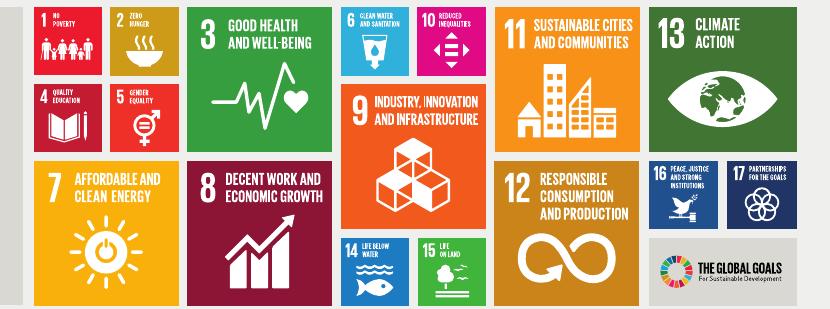 1 NO
POVERTY
2 ZERO
HUNGER
3 GOOD HEALTH
AND WELL-BEING
4 QUALITY
EDUCATION
5 GENDER
EQUALITY
6 CLEAN WATER
AND SANITATION
10 REDUCED
INEQUALITIES
9 INDUSTRY, INNOVATION
AND INFRASTRUCTURE
11 SUSTAINABLE CITIES
AND COMMUNITIES
13 CLIMATE
ACTION
7 AFFORDABLE AND
CLEAN ENERGY
8 DECENT WORK AND
ECONOMIC GROWTH
14 LIFE BELOW
WATER
15 LIFE
ON LAND
12 RESPONSIBLE
CONSUMPTION
AND PRODUCTION
16 PEACE, JUSTICE
AND STRONG
INSTITUTIONS
17 PARTNERSHIPS
FOR THE GOALS
THE GLOBAL GOALS
For Sustainable Development